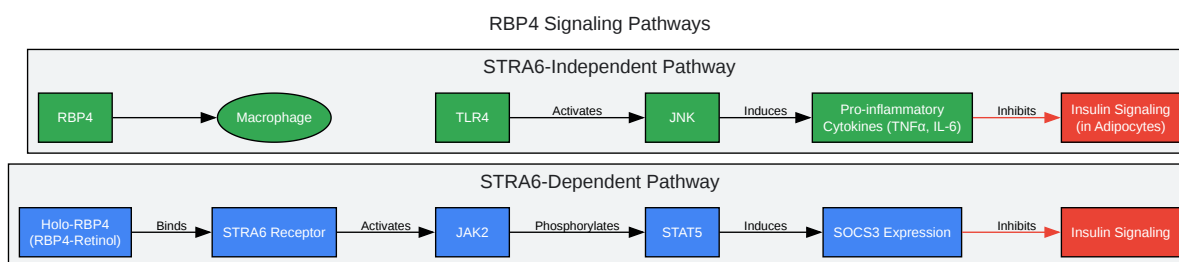 RBP4 Signaling Pathways
STRA6-Independent Pathway
RBP4
Macrophage
TLR4
Activates
JNK
Induces
Pro-inflammatory
Cytokines (TNFα, IL-6)
Inhibits
Insulin Signaling
(in Adipocytes)
STRA6-Dependent Pathway
Holo-RBP4
(RBP4-Retinol)
Binds
STRA6 Receptor
Activates
JAK2
Phosphorylates
STAT5
Induces
SOCS3 Expression
Inhibits
Insulin Signaling